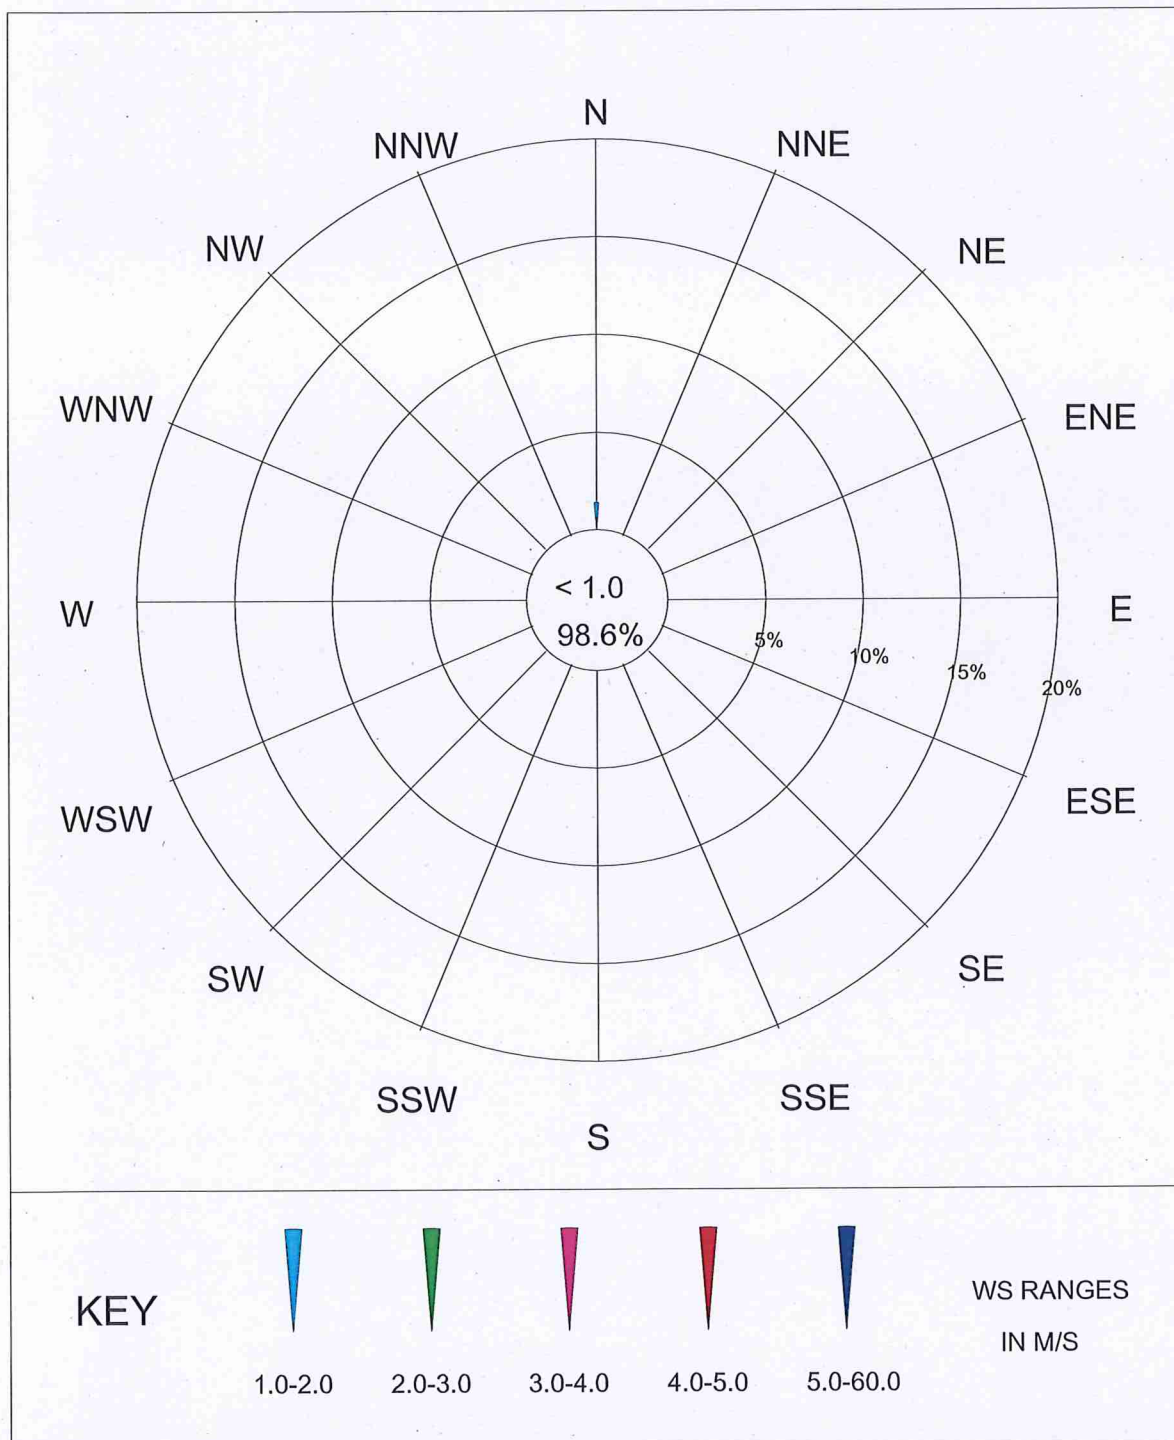 N
NNW
NNE
NW
NE
WNW
ENE
< 1.0
W
E
98.6%
5%
10%
15%
20%
ESE
WSW
SE
SW
SSE
SSW
S
KEY
WS RANGES
IN M/S
1.0-2.0
2.0-3.0
3.0-4.0
4.0-5.0
5.0-60.0